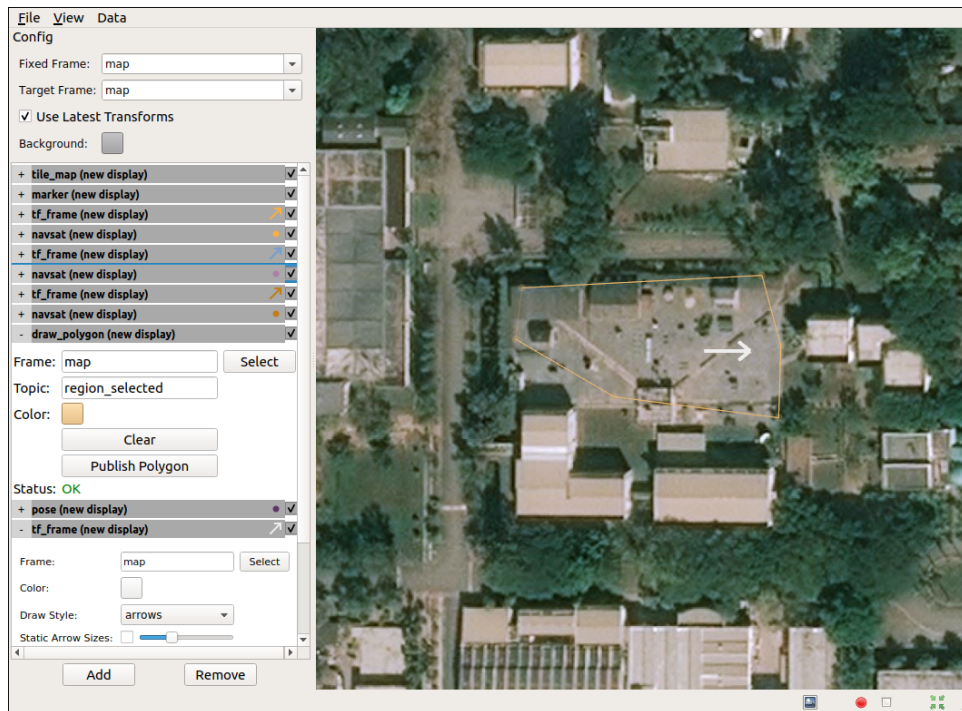 File View Data
Config
Fixed Frame: map
Target Frame: map
Use Latest Transforms
Background:
+ tile_map (new display)
+ marker (new display)
+ tf_frame (new display)
+ navsat (new display)
+ tf_frame (new display)
+ navsat (new display)
+ tf_frame (new display)
+ navsat (new display)
- draw_polygon (new display)
Frame: map Select
Topic: region_selected
Color:
Clear
Publish Polygon
Status: OK
+ pose (new display)
- tf_frame (new display)
Frame: map Select
Color:
Draw Style: arrows
Static Arrow Sizes:
Add Remove